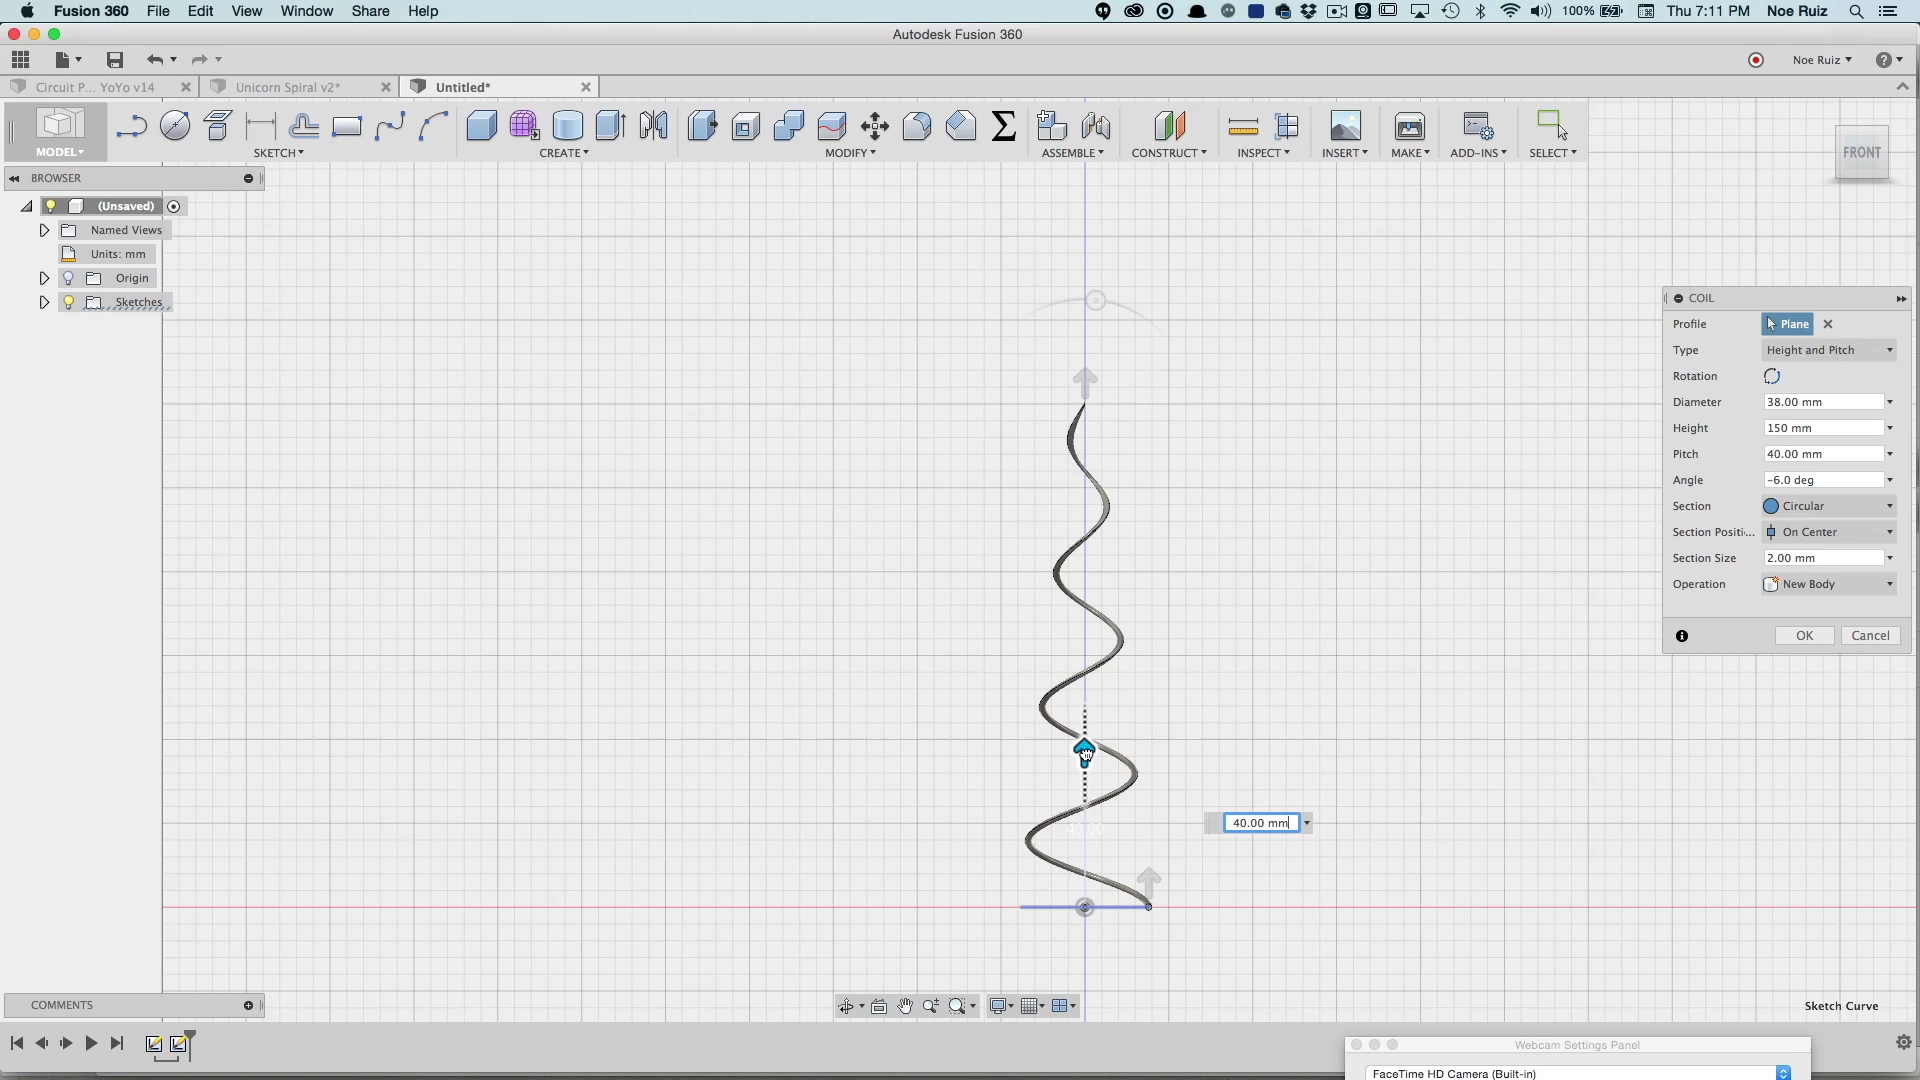 Fusion 360 File Edit View Window Share Help 100% Thu 7:11 PM Noe Ruiz
Autodesk Fusion 360
Noe Ruiz
Circuit P... YoYo v14 Unicorn Spiral v2* Untitled*
MODEL SKETCH CREATE MODIFY ASSEMBLE CONSTRUCT INSPECT INSERT MAKE ADD-INS SELECT
FRONT
BROWSER
(Unsaved)
Named Views
Units: mm
Origin
Sketches
COIL
Profile Plane
Type Height and Pitch
Rotation
Diameter 38.00 mm
Height 150 mm
Pitch 40.00 mm
Angle -6.0 deg
Section Circular
Section Positi... On Center
Section Size 2.00 mm
Operation New Body
OK Cancel
40.00 mm
40.00
COMMENTS
Sketch Curve
Webcam Settings Panel
FaceTime HD Camera (Built-in)